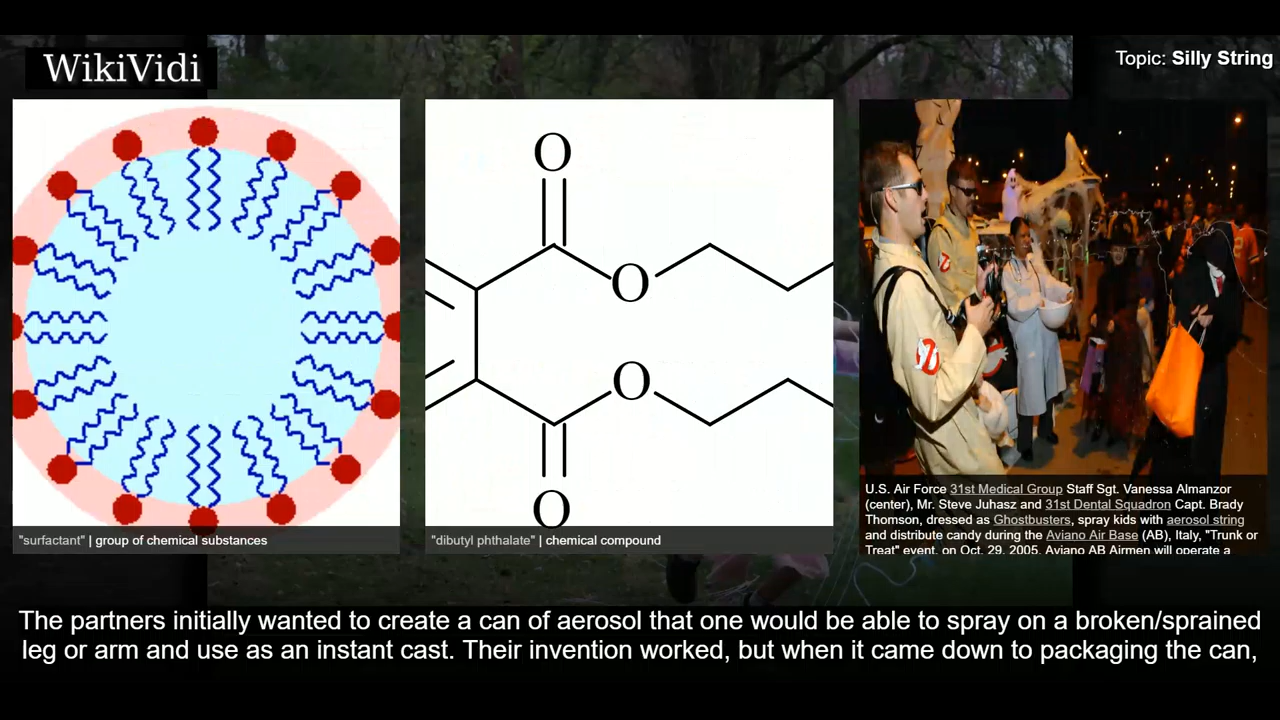 WikiVidi
Topic: Silly String
O
O
O
O
"surfactant" | group of chemical substances
"dibutyl phthalate" | chemical compound
U.S. Air Force 31st Medical Group Staff Sgt. Vanessa Almanzor
(center), Mr. Steve Juhasz and 31st Dental Squadron Capt. Brady
Thomson, dressed as Ghostbusters, spray kids with aerosol string
and distribute candy during the Aviano Air Base (AB), Italy, "Trunk or
Treat" event, on Oct. 29, 2005. Aviano AB Airmen will operate a
The partners initially wanted to create a can of aerosol that one would be able to spray on a broken/sprained
leg or arm and use as an instant cast. Their invention worked, but when it came down to packaging the can,